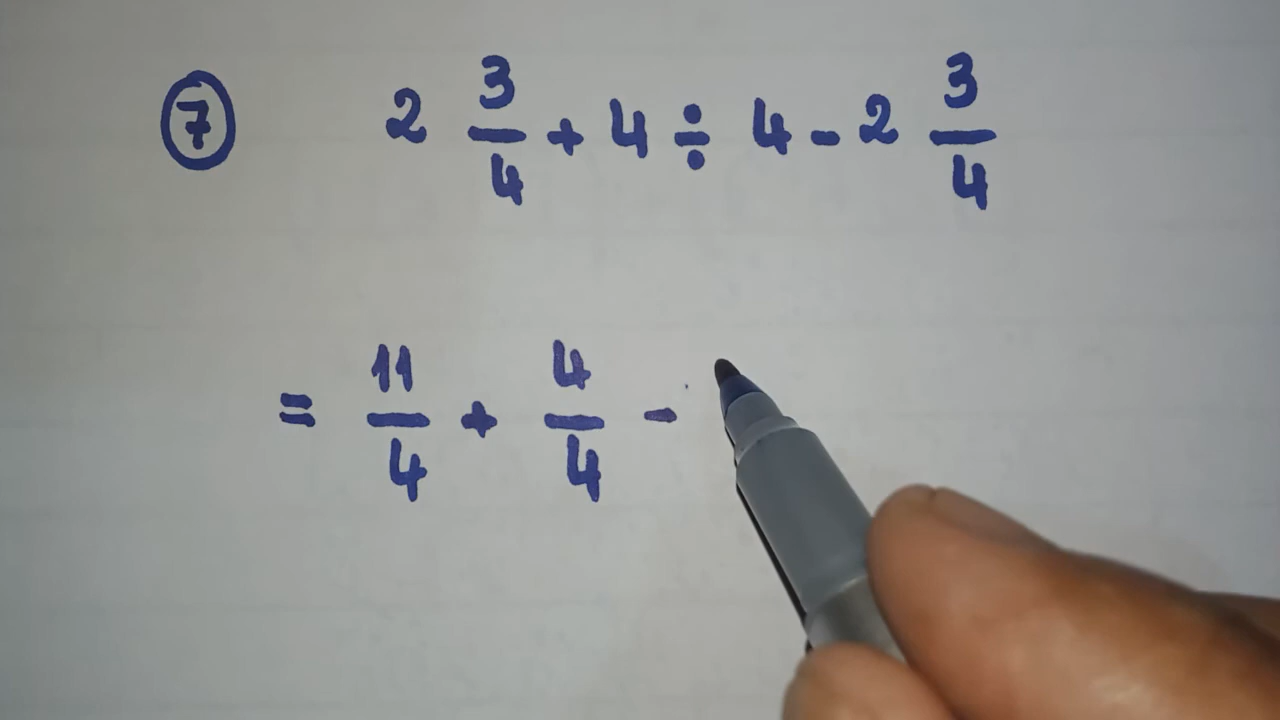 ⑦ 2 3/4 + 4 ÷ 4 - 2 3/4
= 11/4 + 4/4 -